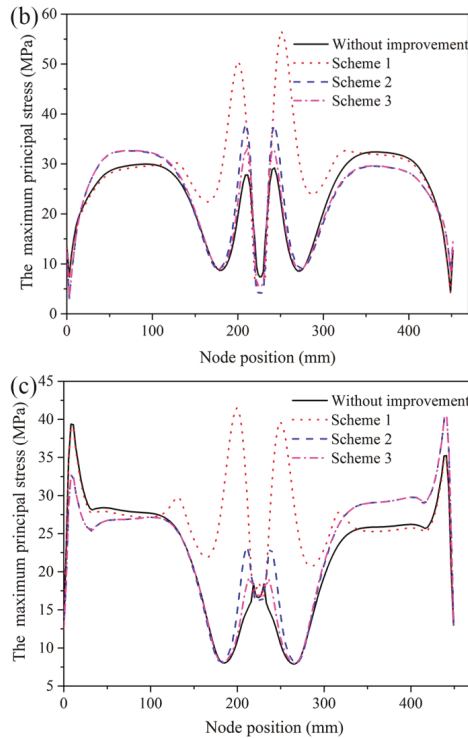 (b)
The maximum principal stress (MPa)
60
50
40
30
20
10
0
Without improvement
Scheme 1
Scheme 2
Scheme 3
0 100 200 300 400
Node position (mm)
(c)
The maximum principal stress (MPa)
45
40
35
30
25
20
15
10
5
Without improvement
Scheme 1
Scheme 2
Scheme 3
0 100 200 300 400
Node position (mm)